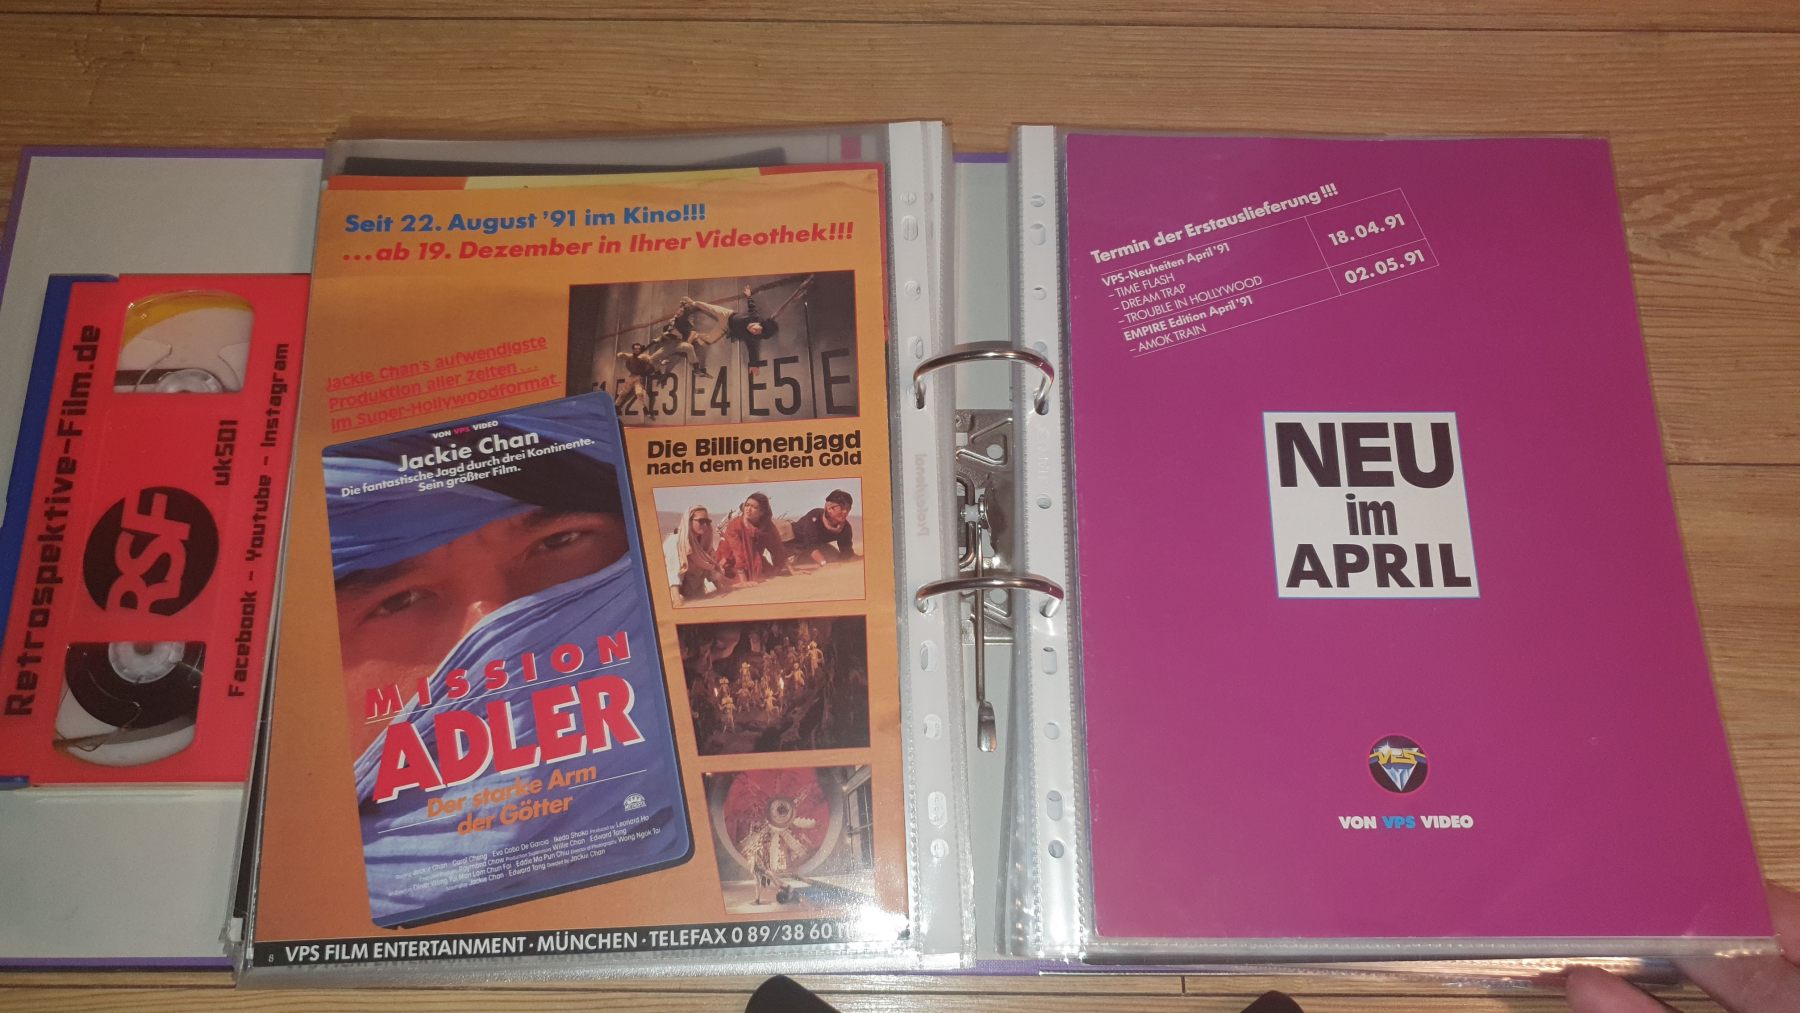 Retrospektive-Film.de
RSF
uk501
Facebook - Youtube - Instagram
Seit 22. August '91 im Kino!!!
...ab 19. Dezember in Ihrer Videothek!!!
Jackie Chan's aufwendigste
Produktion aller Zeiten...
im Super-Hollywoodformat.
E3 E4 E5 E
Die Billionenjagd
nach dem heißen Gold
VON VPS VIDEO
Jackie Chan
Die fantastische Jagd durch drei Kontinente.
Sein größter Film.
MISSION
ADLER
Der starke Arm
der Götter
8 VPS FILM ENTERTAINMENT · MÜNCHEN · TELEFAX 0 89/38 60
Termin der Erstauslieferung!!!
VPS-Neuheiten April '91 18.04.91
– TIME FLASH
– DREAM TRAP
– TROUBLE IN HOLLYWOOD
EMPIRE Edition April '91 02.05.91
– AMOK TRAIN
NEU
im
APRIL
VPS
VON VPS VIDEO